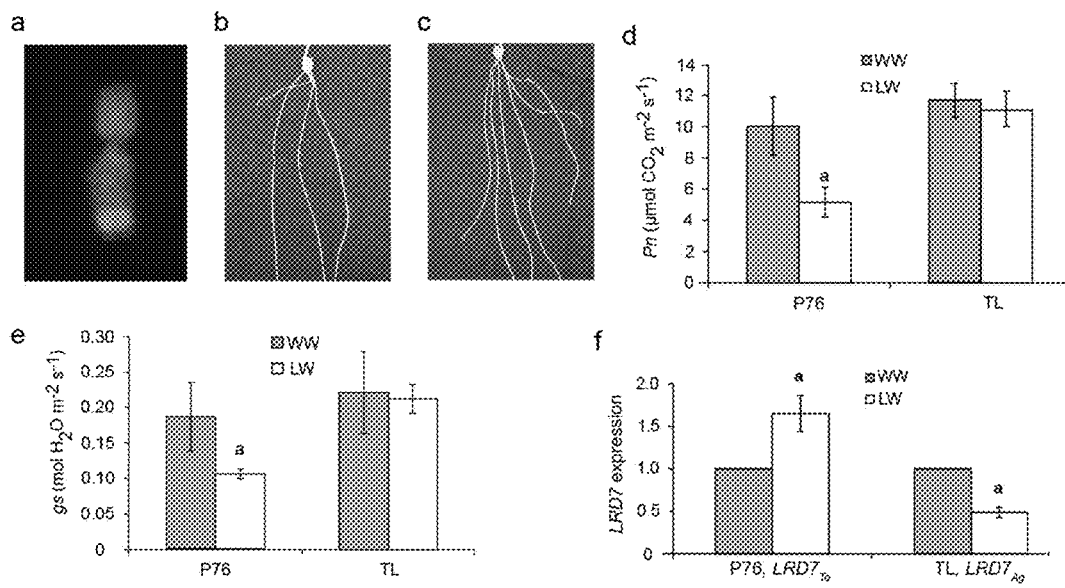 a
b
c
d
WW
LW
Pn (µmol CO2 m-2 s-1)
14
12
10
8
6
4
2
0
a
P76
TL
e
WW
LW
gs (mol H2O m-2 s-1)
0.30
0.25
0.20
0.15
0.10
0.05
0
a
P76
TL
f
WW
LW
LRD7 expression
2.0
1.5
1.0
0.5
0
a
a
P76, LRD7Ta
TL, LRD7Ag